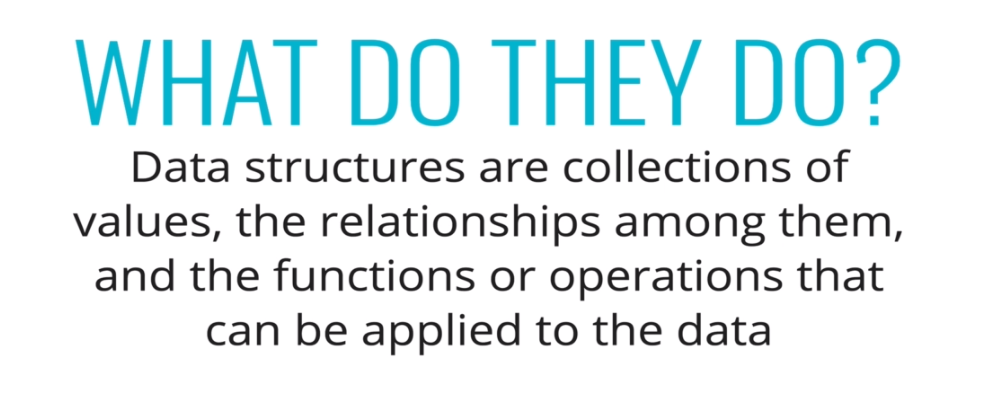 WHAT DO THEY DO?
Data structures are collections of
values, the relationships among them,
and the functions or operations that
can be applied to the data